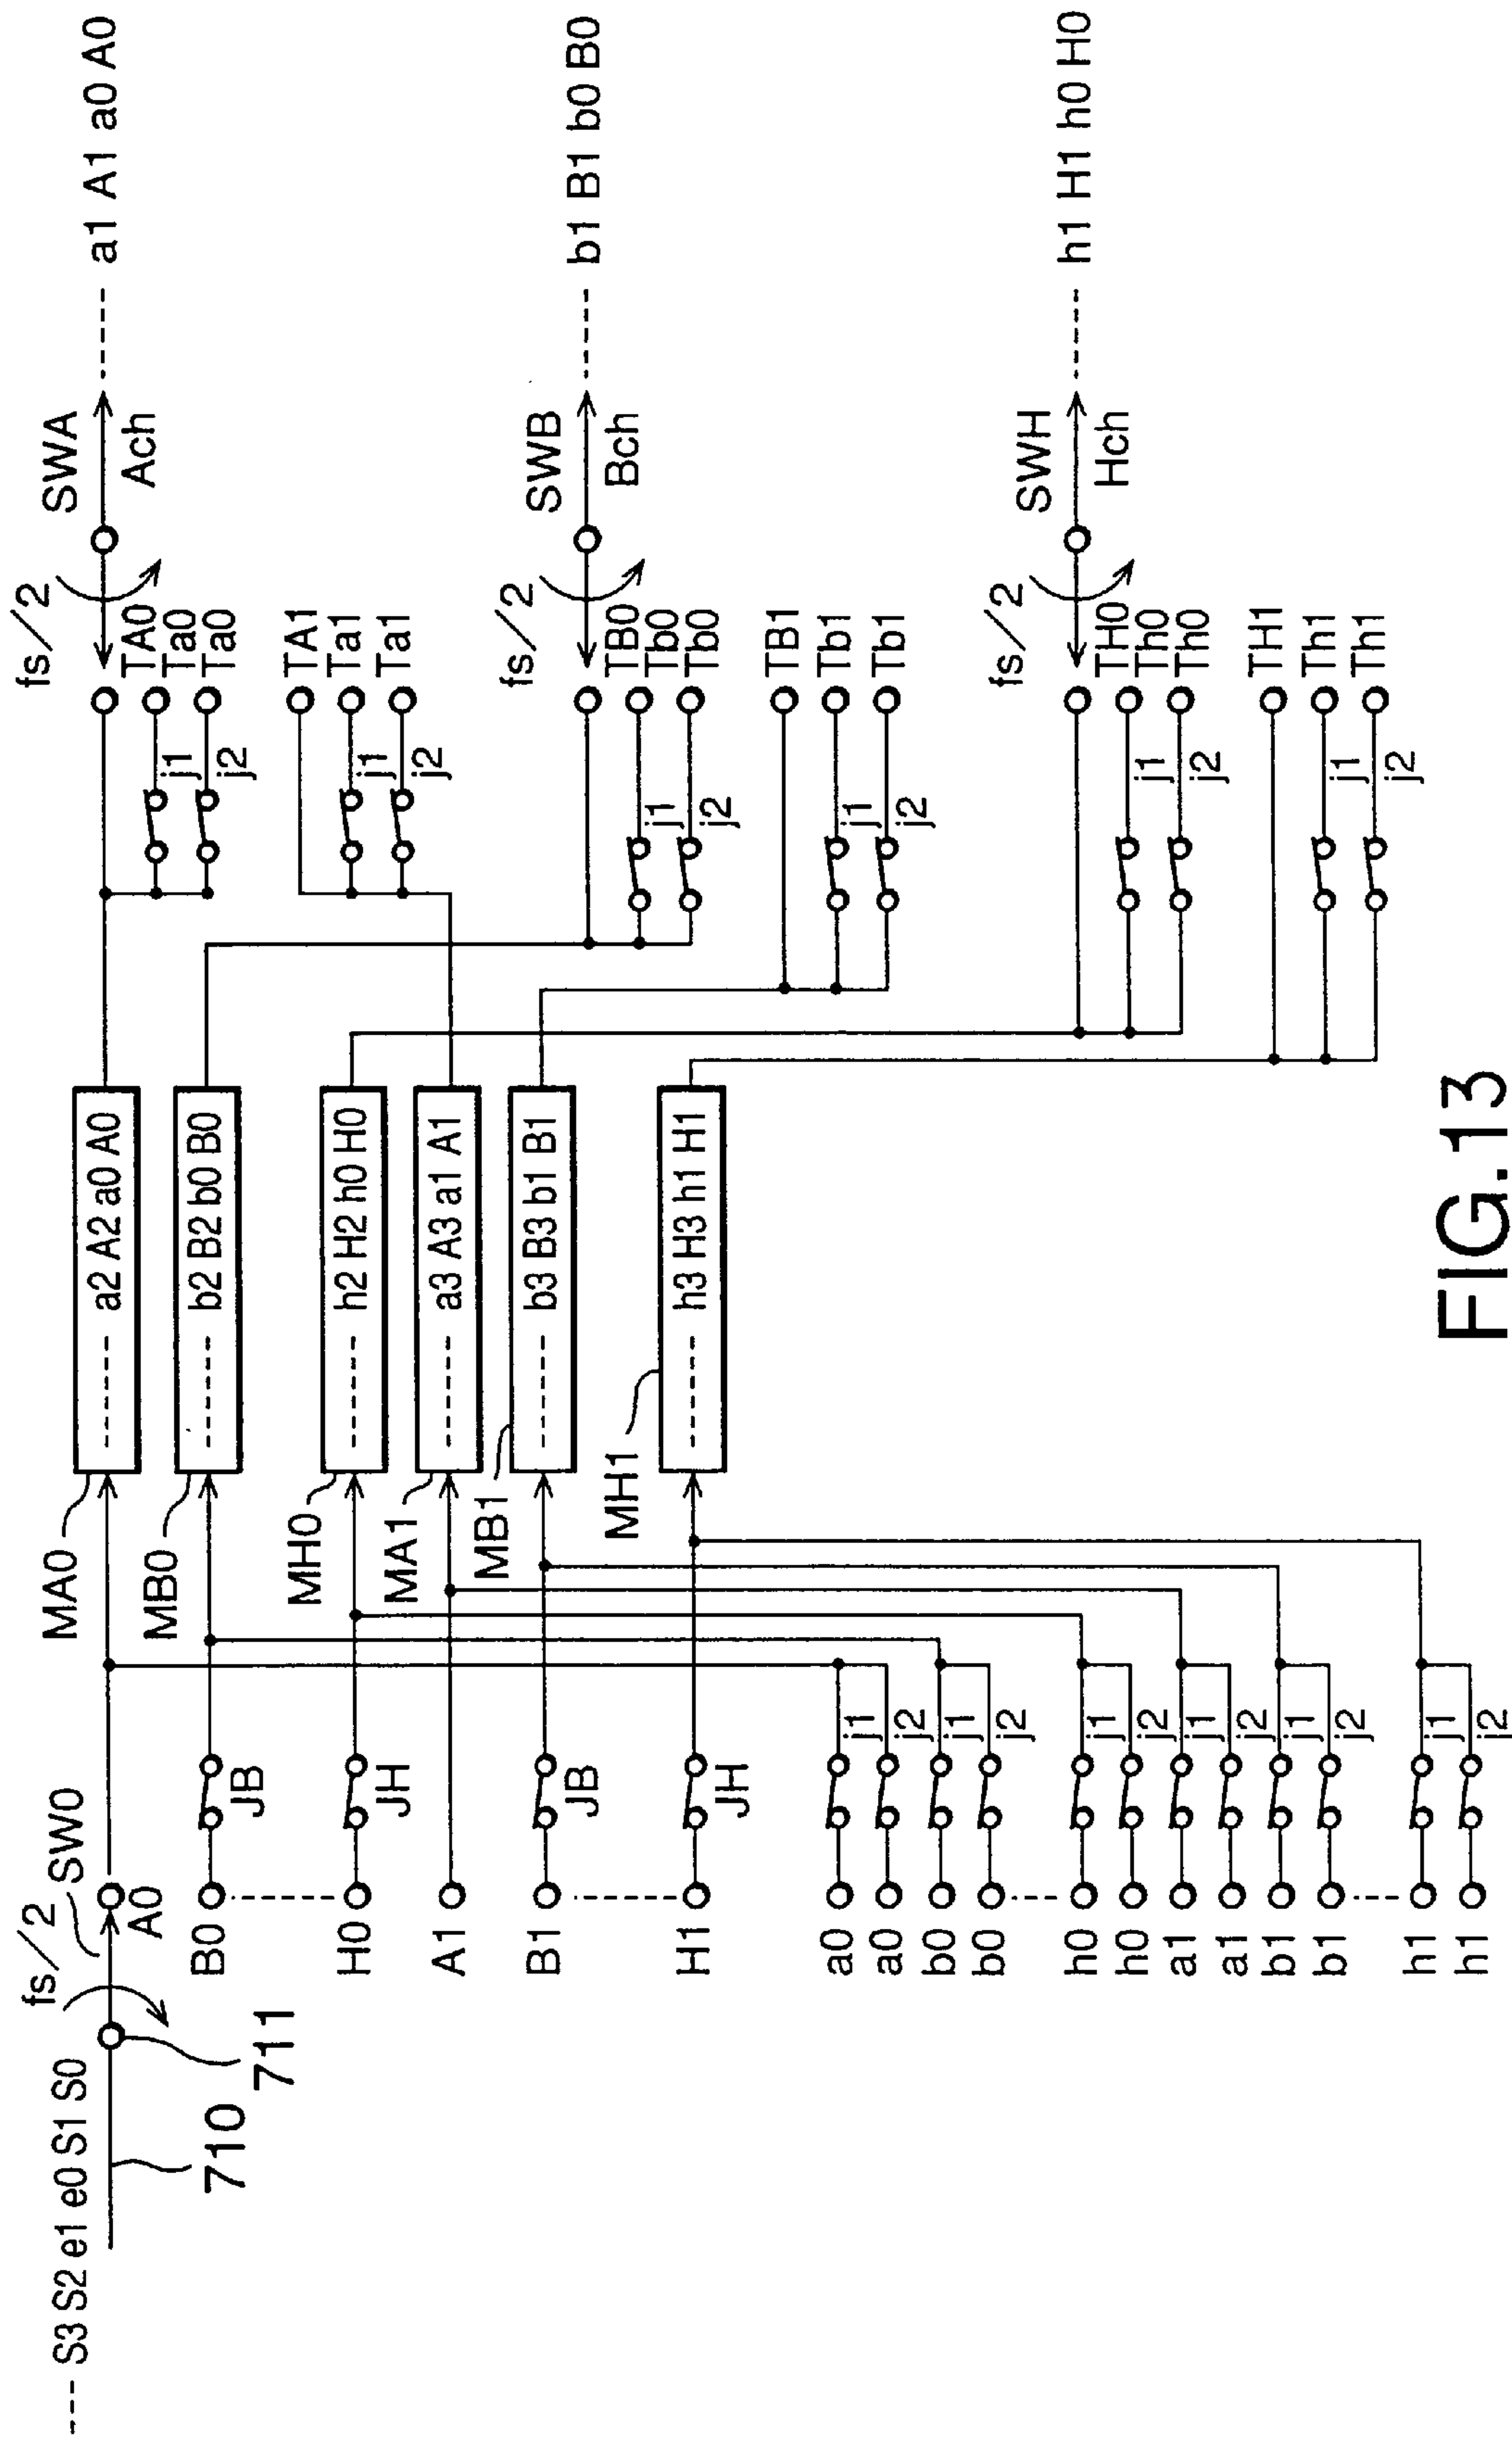 --- S3 S2 e1 e0 S1 S0
710
711
fs/2
SW0
A0
B0
JB
H0
JH
A1
B1
JB
H1
JH
a0
j1
a0
j2
b0
j1
b0
j2
h0
j1
h0
j2
a1
j1
a1
j2
b1
j1
b1
j2
h1
j1
h1
j2
MA0
------ a2 A2 a0 A0
MB0
------ b2 B2 b0 B0
MH0
------ h2 H2 h0 H0
MA1
------ a3 A3 a1 A1
MB1
------ b3 B3 b1 B1
MH1
------ h3 H3 h1 H1
fs/2
SWA
Ach
----- a1 A1 a0 A0
TA0
j1
Ta0
j2
Ta0
TA1
j1
Ta1
j2
Ta1
fs/2
SWB
Bch
----- b1 B1 b0 B0
TB0
j1
Tb0
j2
Tb0
TB1
j1
Tb1
j2
Tb1
fs/2
SWH
Hch
----- h1 H1 h0 H0
TH0
j1
Th0
j2
Th0
TH1
j1
Th1
j2
Th1
FIG.13